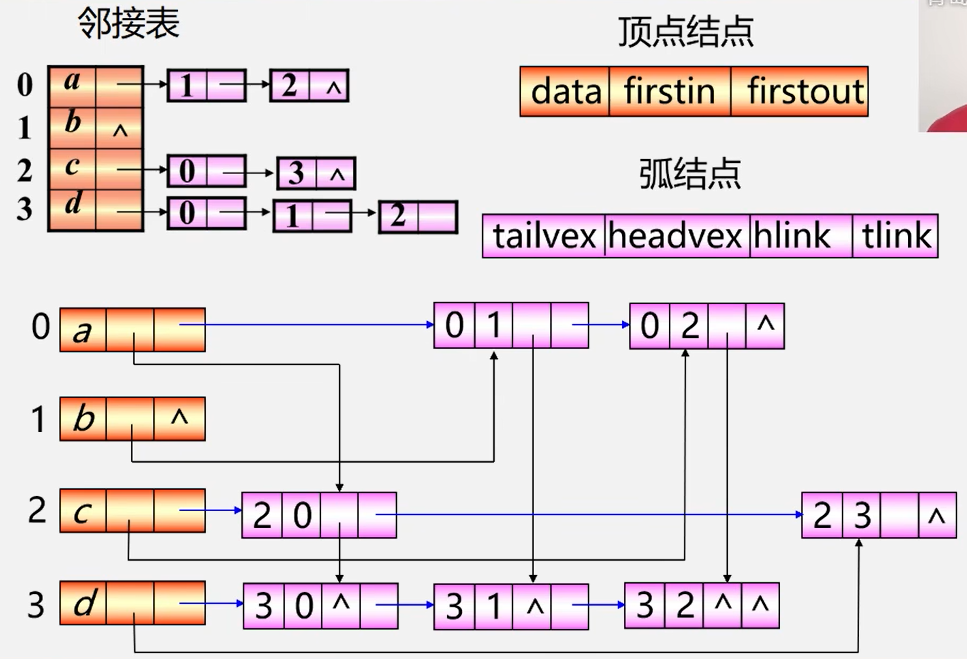 邻接表
顶点结点
data firstin firstout
0 a 1 2 ^
1 b ^
2 c 0 3 ^
3 d 0 1 2
弧结点
tailvex headvex hlink tlink
0 a 0 1 0 2 ^
1 b ^
2 c 2 0 2 3 ^
3 d 3 0 ^ 3 1 ^ 3 2 ^ ^